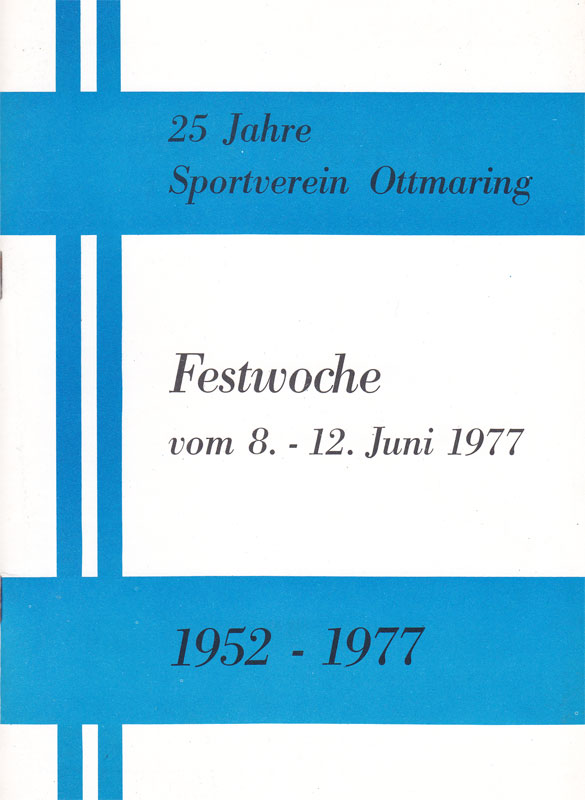 25 Jahre
Sportverein Ottmaring
Festwoche
vom 8. - 12. Juni 1977
1952 - 1977